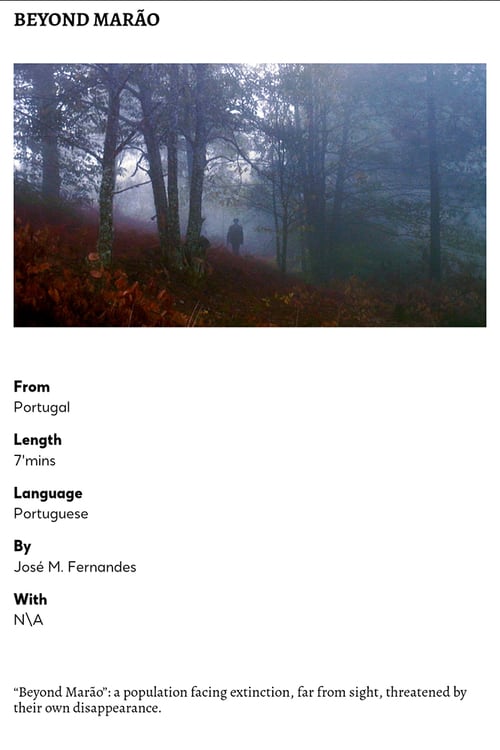 BEYOND MARÃO
From
Portugal
Length
7'mins
Language
Portuguese
By
José M. Fernandes
With
N\A
“Beyond Marão”: a population facing extinction, far from sight, threatened by
their own disappearance.